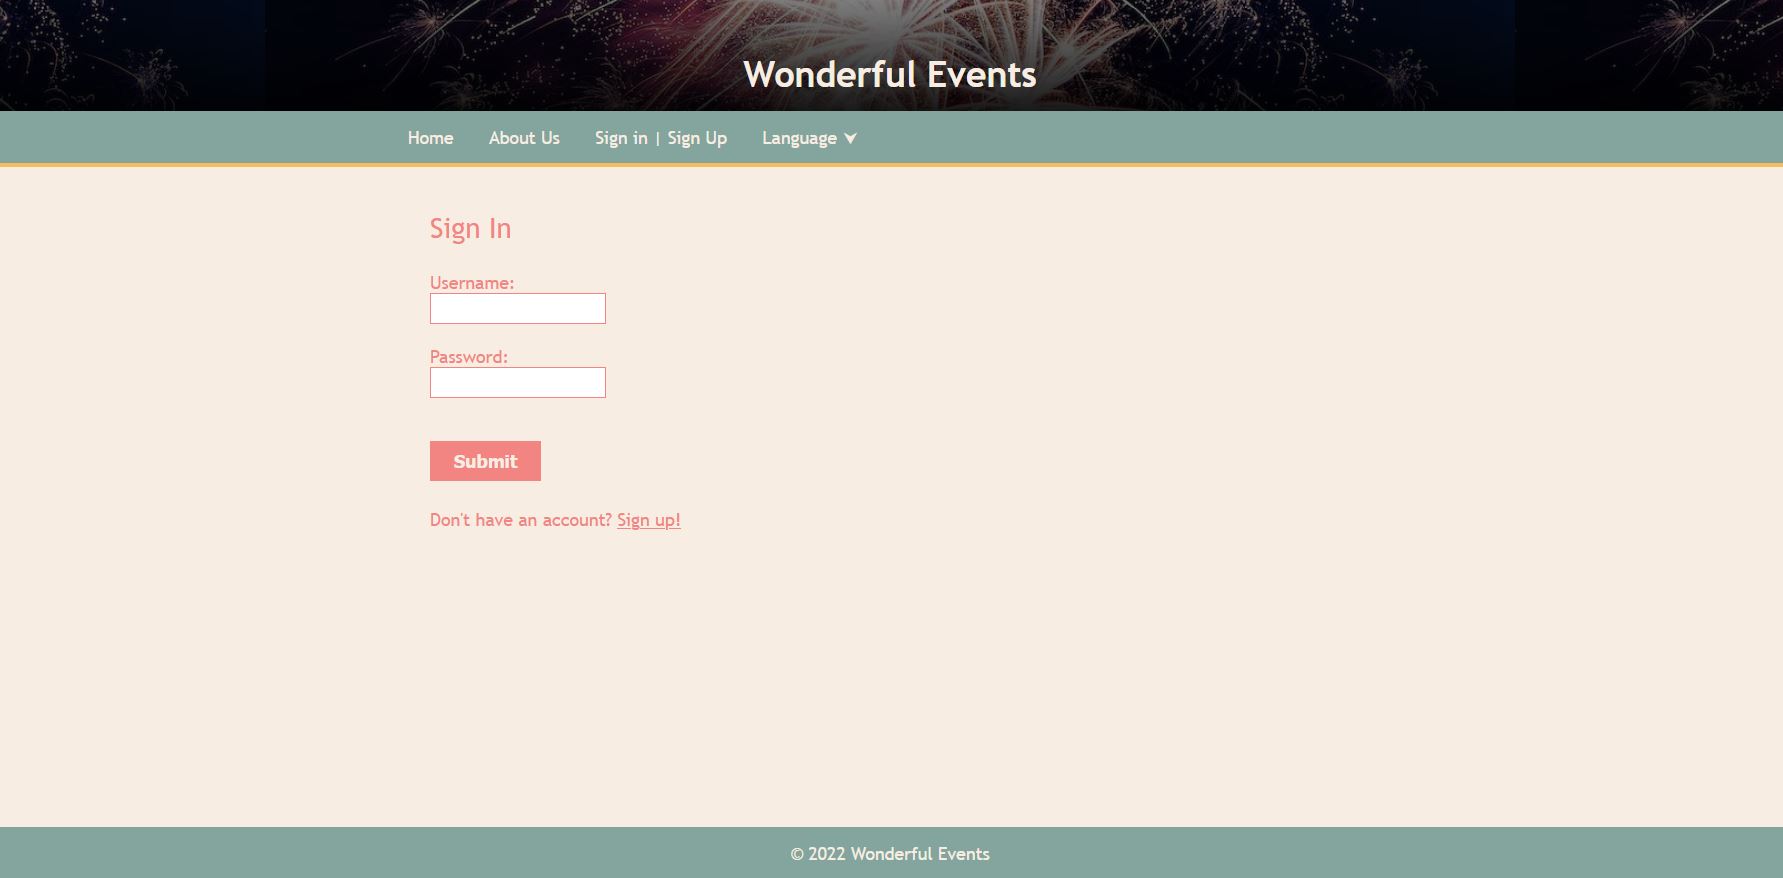 Wonderful Events
Home About Us Sign in | Sign Up Language
Sign In
Username:
Password:
Submit
Don't have an account? Sign up!
© 2022 Wonderful Events